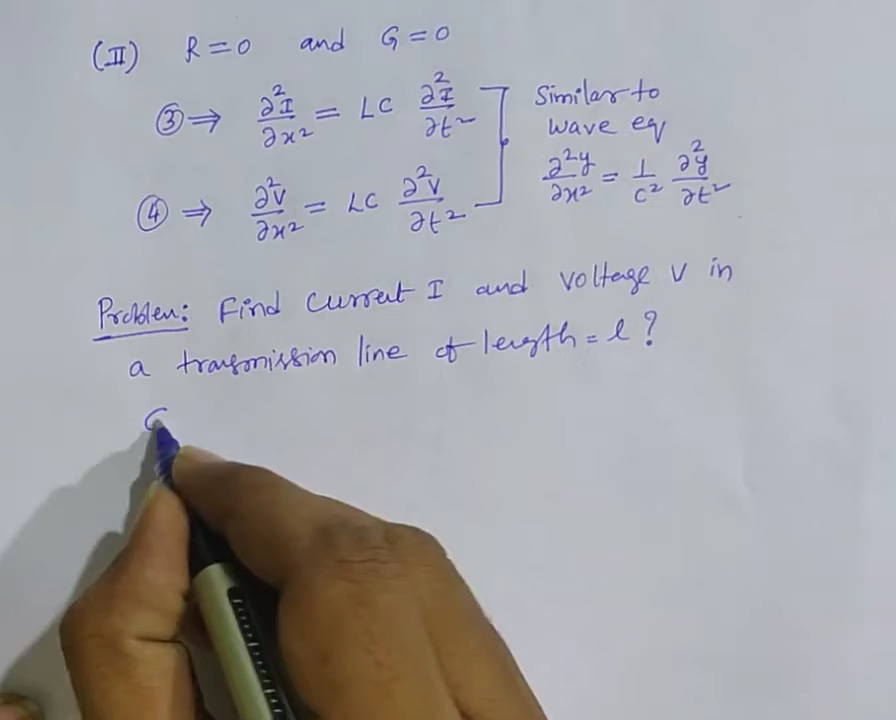 (II) R = 0 and G = 0
③ ⇒ ∂²I/∂x² = LC ∂²I/∂t²
④ ⇒ ∂²V/∂x² = LC ∂²V/∂t²
Similar to
wave eq
∂²y/∂x² = 1/c² ∂²y/∂t²
Problem: Find current I and voltage V in
a transmission line of length = l ?